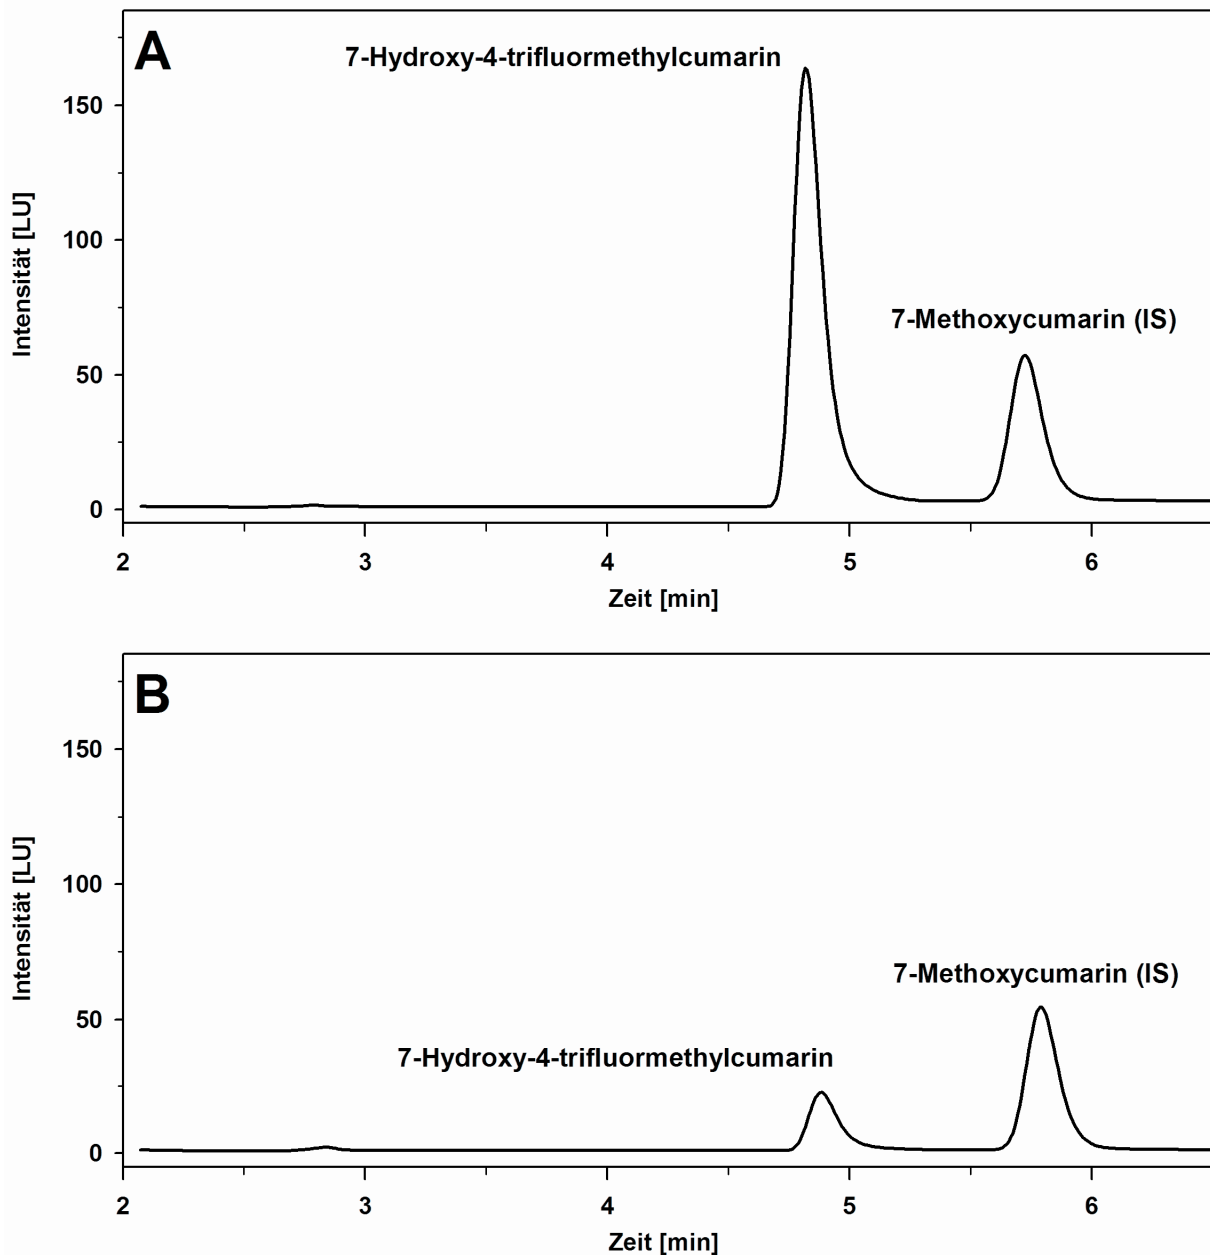 A
7-Hydroxy-4-trifluormethylcumarin
150
7-Methoxycumarin (IS)
100
50
0
Intensität [LU]
2 3 4 5 6
Zeit [min]
B
150
100
7-Methoxycumarin (IS)
50
7-Hydroxy-4-trifluormethylcumarin
0
Intensität [LU]
2 3 4 5 6
Zeit [min]